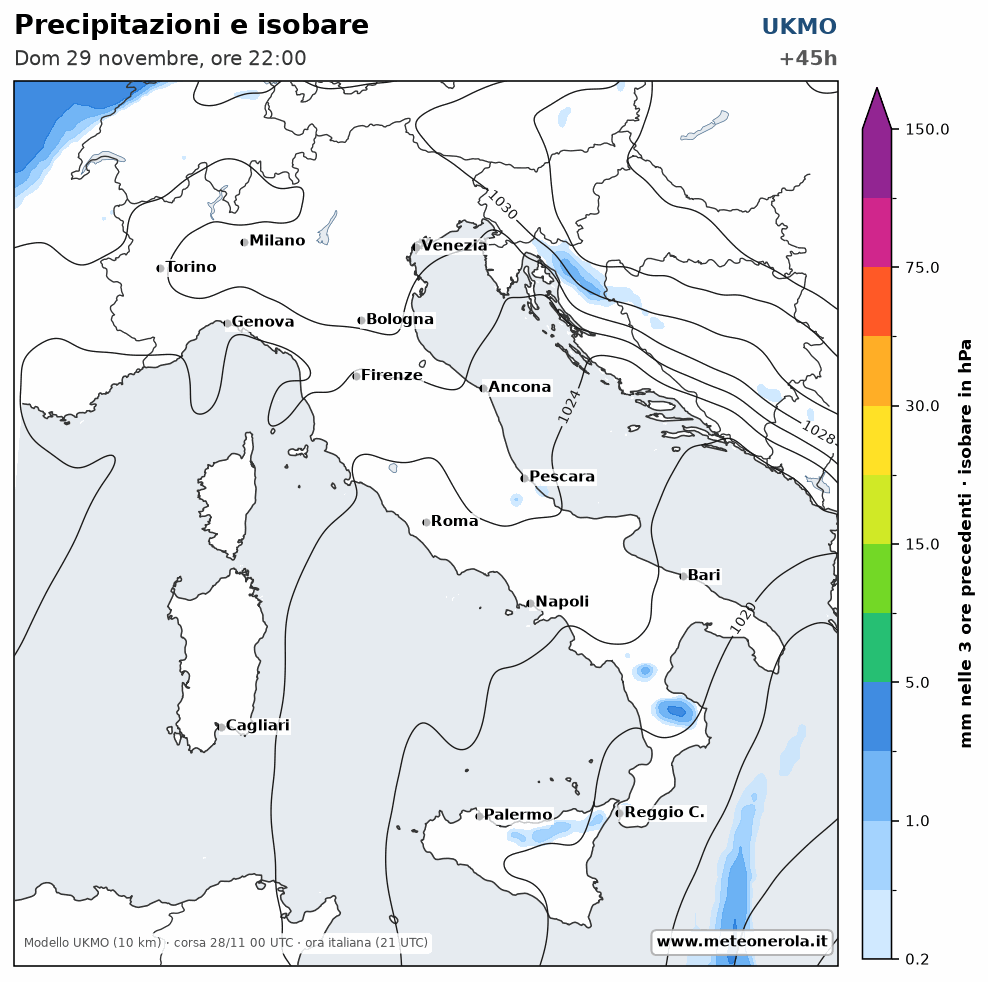 Precipitazioni e isobare
UKMO
Dom 29 novembre, ore 22:00
+45h
150.0
75.0
30.0
15.0
5.0
1.0
0.2
mm nelle 3 ore precedenti · isobare in hPa
1030
Milano
Venezia
Torino
Genova
Bologna
Firenze
Ancona
1024
1028
Pescara
Roma
Bari
Napoli
1020
Cagliari
Palermo
Reggio C.
Modello UKMO (10 km) · corsa 28/11 00 UTC · ora italiana (21 UTC)
www.meteonerola.it